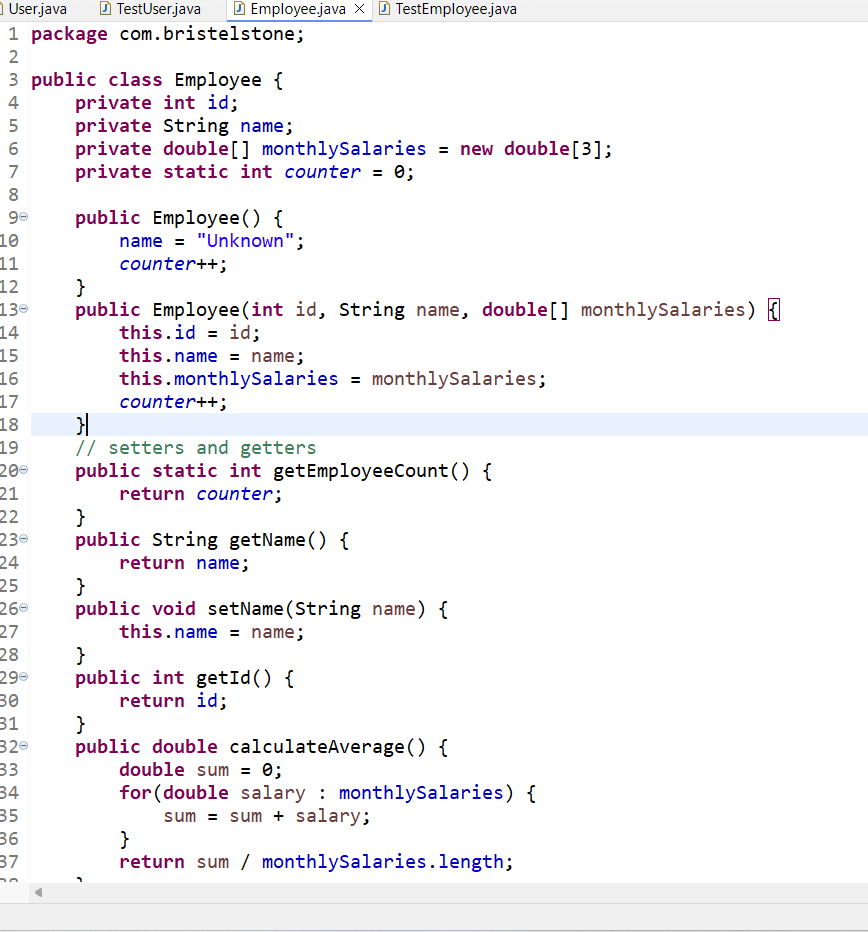 User.java TestUser.java Employee.java TestEmployee.java
1 package com.bristelstone;
2
3 public class Employee {
4     private int id;
5     private String name;
6     private double[] monthlySalaries = new double[3];
7     private static int counter = 0;
8
9     public Employee() {
10         name = "Unknown";
11         counter++;
12     }
13     public Employee(int id, String name, double[] monthlySalaries) {
14         this.id = id;
15         this.name = name;
16         this.monthlySalaries = monthlySalaries;
17         counter++;
18     }
19     // setters and getters
20     public static int getEmployeeCount() {
21         return counter;
22     }
23     public String getName() {
24         return name;
25     }
26     public void setName(String name) {
27         this.name = name;
28     }
29     public int getId() {
30         return id;
31     }
32     public double calculateAverage() {
33         double sum = 0;
34         for(double salary : monthlySalaries) {
35             sum = sum + salary;
36         }
37         return sum / monthlySalaries.length;